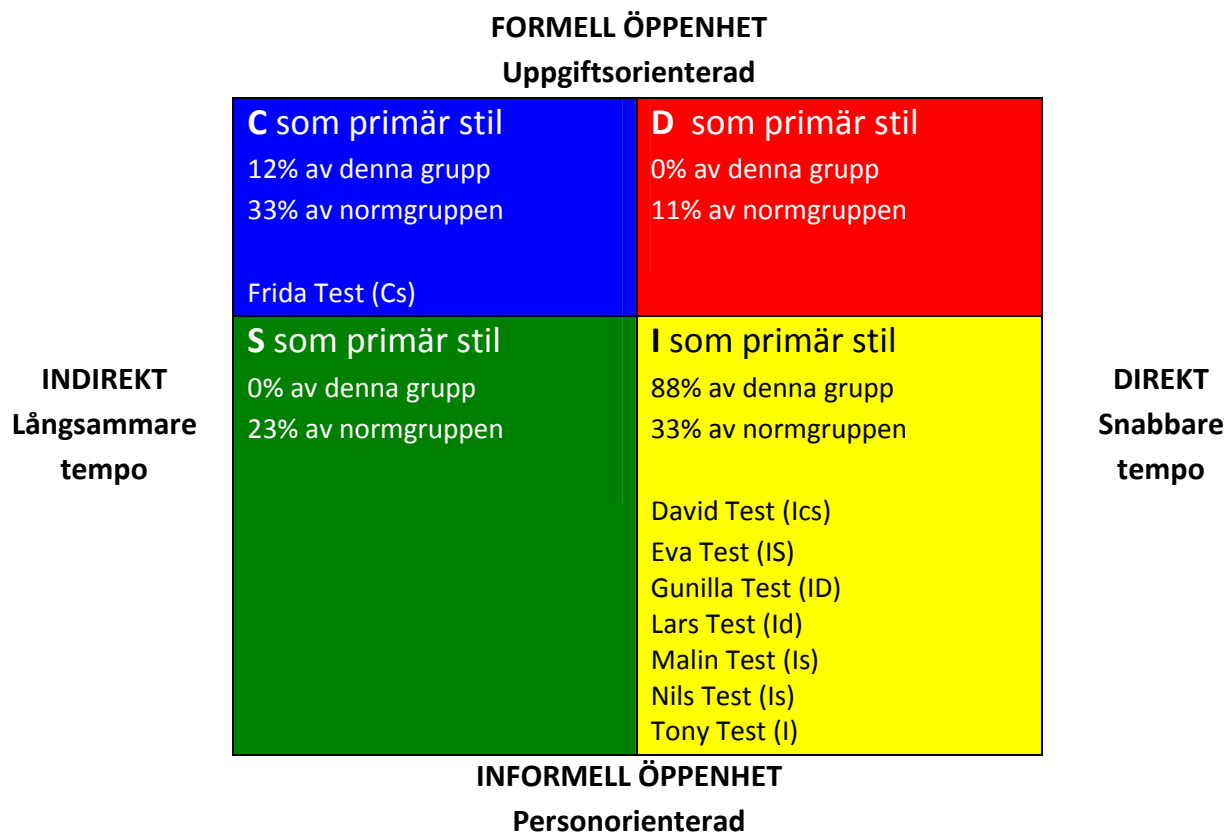 FORMELL ÖPPENHET
Uppgiftsorienterad
C som primär stil
12% av denna grupp
33% av normgruppen
Frida Test (Cs)
D som primär stil
0% av denna grupp
11% av normgruppen
INDIREKT
Långsammare
tempo
S som primär stil
0% av denna grupp
23% av normgruppen
I som primär stil
88% av denna grupp
33% av normgruppen
David Test (Ics)
Eva Test (IS)
Gunilla Test (ID)
Lars Test (Id)
Malin Test (Is)
Nils Test (Is)
Tony Test (I)
DIREKT
Snabbare
tempo
INFORMELL ÖPPENHET
Personorienterad